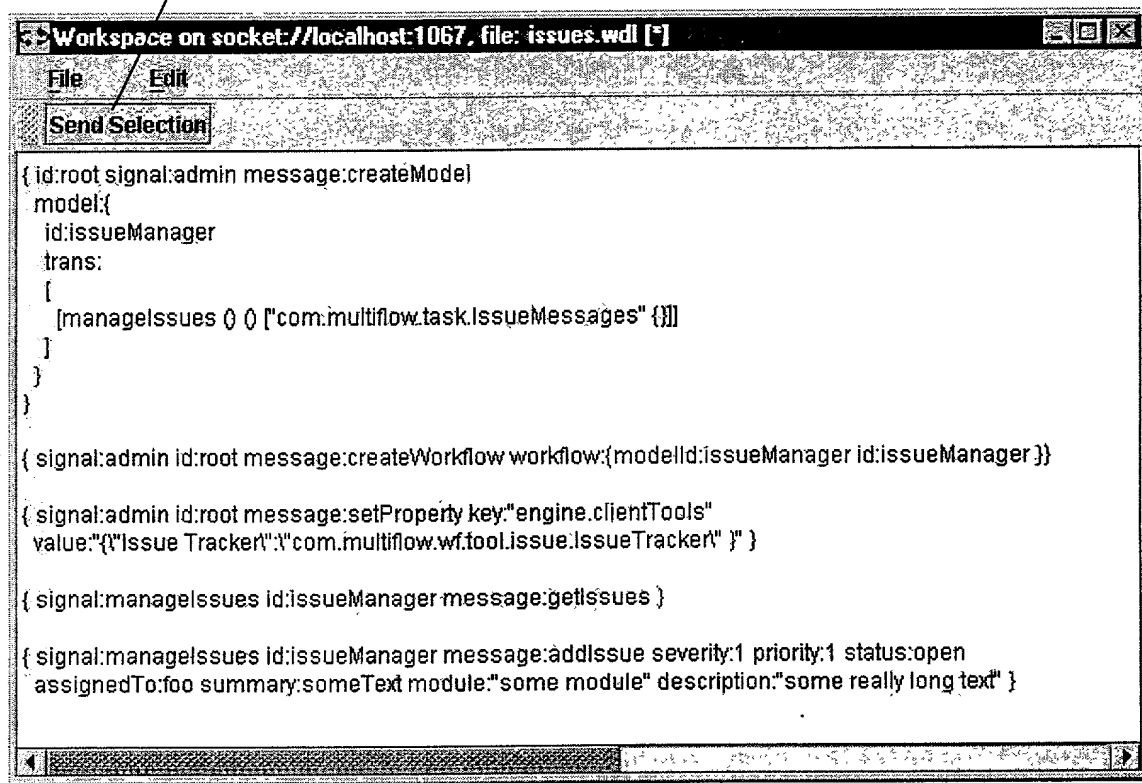 Workspace on socket://localhost:1067, file: issues.wdl [*]
File Edit
Send Selection
{ id:root signal:admin message:createModel
model:{
id:issueManager
trans:
[
[manageIssues () () ["com.multiflow.task.IssueMessages" {}]]
]
}
}
{ signal:admin id:root message:createWorkflow workflow:{modelId:issueManager id:issueManager }}
{ signal:admin id:root message:setProperty key:"engine.clientTools"
value:"{\"Issue Tracker\":\"com.multiflow.wf.tool.issue.IssueTracker\" }" }
{ signal:manageIssues id:issueManager message:getIssues }
{ signal:manageIssues id:issueManager message:addIssue severity:1 priority:1 status:open
assignedTo:foo summary:someText module:"some module" description:"some really long text" }